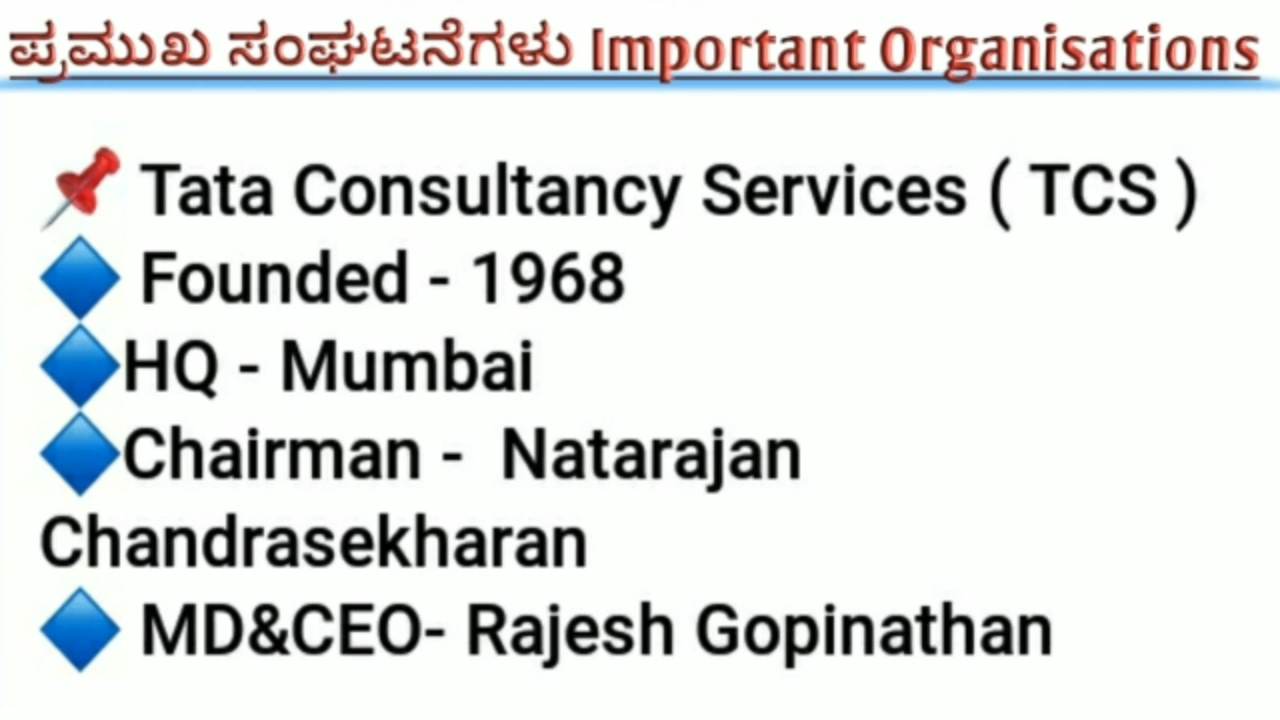 ಪ್ರಮುಖ ಸಂಘಟನೆಗಳು Important Organisations
📌 Tata Consultancy Services ( TCS )
🔷 Founded - 1968
🔷HQ - Mumbai
🔷Chairman - Natarajan
Chandrasekharan
🔷 MD&CEO- Rajesh Gopinathan